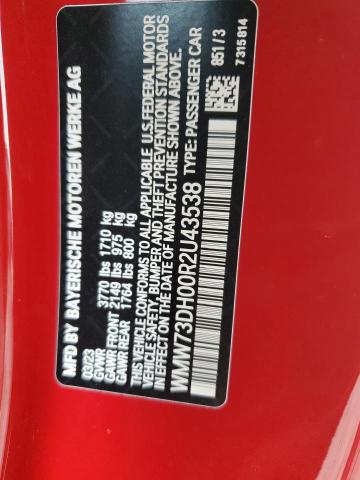 MFD BY BAYERISCHE MOTOREN WERKE AG
03/23
GVWR 3770 lbs 1710 kg
GAWR FRONT 2149 lbs 975 kg
GAWR REAR 1764 lbs 800 kg
THIS VEHICLE CONFORMS TO ALL APPLICABLE U.S. FEDERAL MOTOR
VEHICLE SAFETY, BUMPER AND THEFT PREVENTION STANDARDS
IN EFFECT ON THE DATE OF MANUFACTURE SHOWN ABOVE.
WMW73DH00R2U43538 TYPE: PASSENGER CAR
851/3
7315814